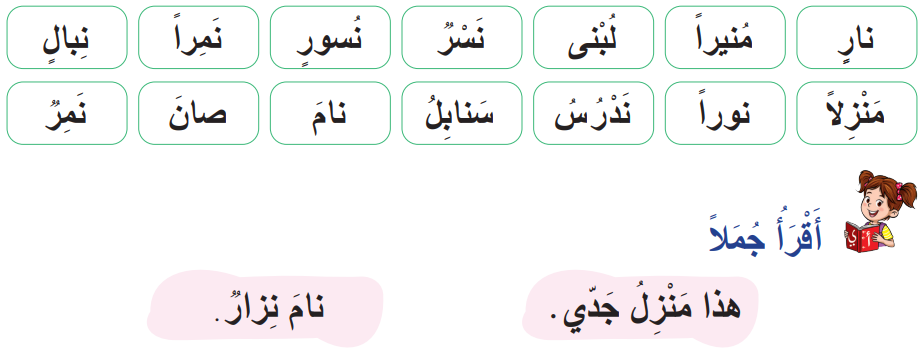 نارٍ مُنيراً لُبْنى نَسْرٌ نُسورٍ نَمِراً نِبالٍ
مَنْزِلاً نوراً نَدْرُسُ سَنابِلُ نامَ صانَ نَمِرٌ
أَقْرَأُ جُمَلاً
هذا مَنْزِلُ جَدّي. نامَ نِزارٌ.